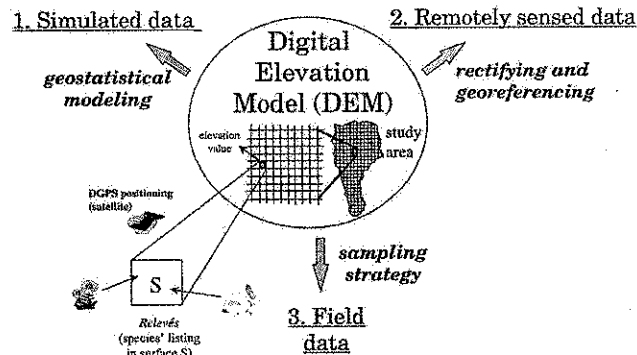 1. Simulated data
2. Remotely sensed data
Digital
Elevation
Model (DEM)
geostatistical
modeling
rectifying and
georeferencing
elevation
value
study
area
DGPS positioning
(satellite)
sampling
strategy
S
Relevés
(species' listing
in surface S)
3. Field
data